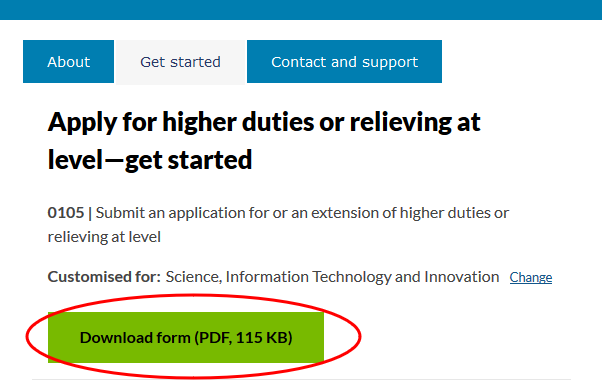 About
Get started
Contact and support
Apply for higher duties or relieving at
level—get started
0105 | Submit an application for or an extension of higher duties or
relieving at level
Customised for: Science, Information Technology and Innovation Change
Download form (PDF, 115 KB)